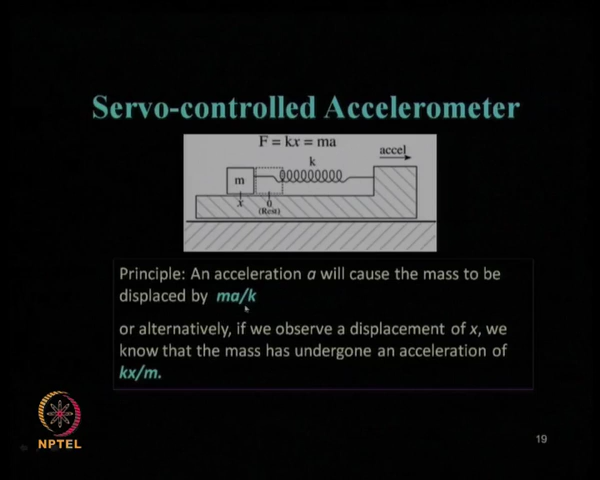 Servo-controlled Accelerometer
F = kx = ma
accel
k
m
x
0
(Rest)
Principle: An acceleration a will cause the mass to be
displaced by ma/k
or alternatively, if we observe a displacement of x, we
know that the mass has undergone an acceleration of
kx/m.
NPTEL
19